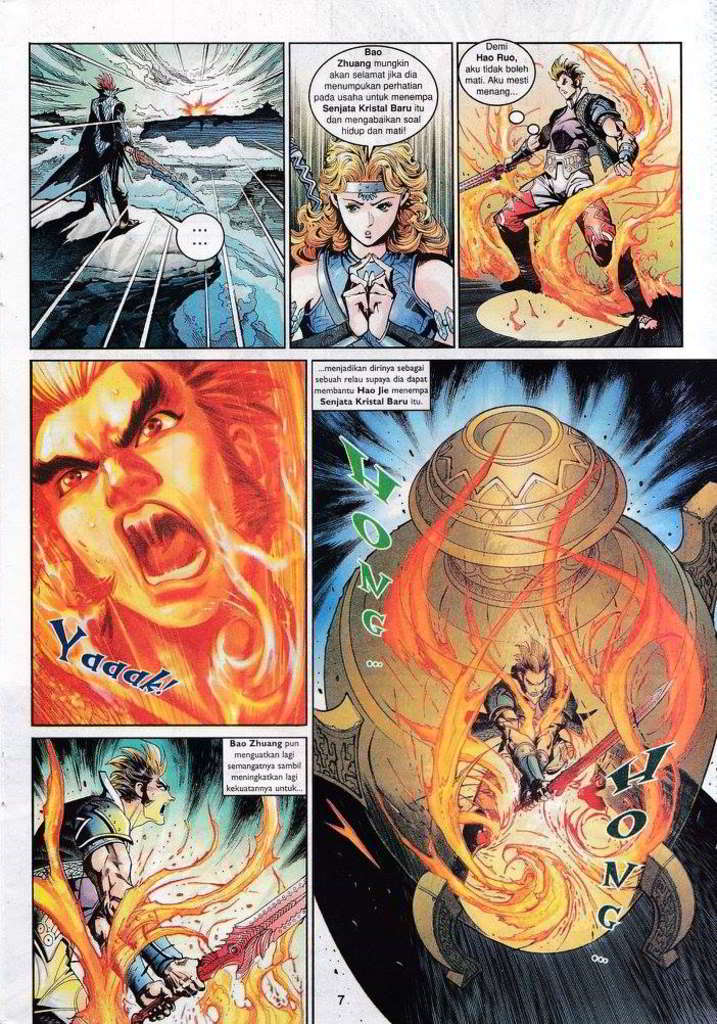 ...
...
Bao
Zhuang mungkin
akan selamat jika dia
menumpukan perhatian
pada usaha untuk menempa
Senjata Kristal Baru itu
dan mengabaikan soal
hidup dan mati!
Demi
Hao Ruo,
aku tidak boleh
mati. Aku mesti
menang...
Yaaak!
Bao Zhuang pun
menguatkan lagi
semangatnya sambil
meningkatkan lagi
kekuatannya untuk...
...menjadikan dirinya sebagai
sebuah relau supaya dia dapat
membantu Hao Jie menempa
Senjata Kristal Baru itu.
HONG...
HONG...
7